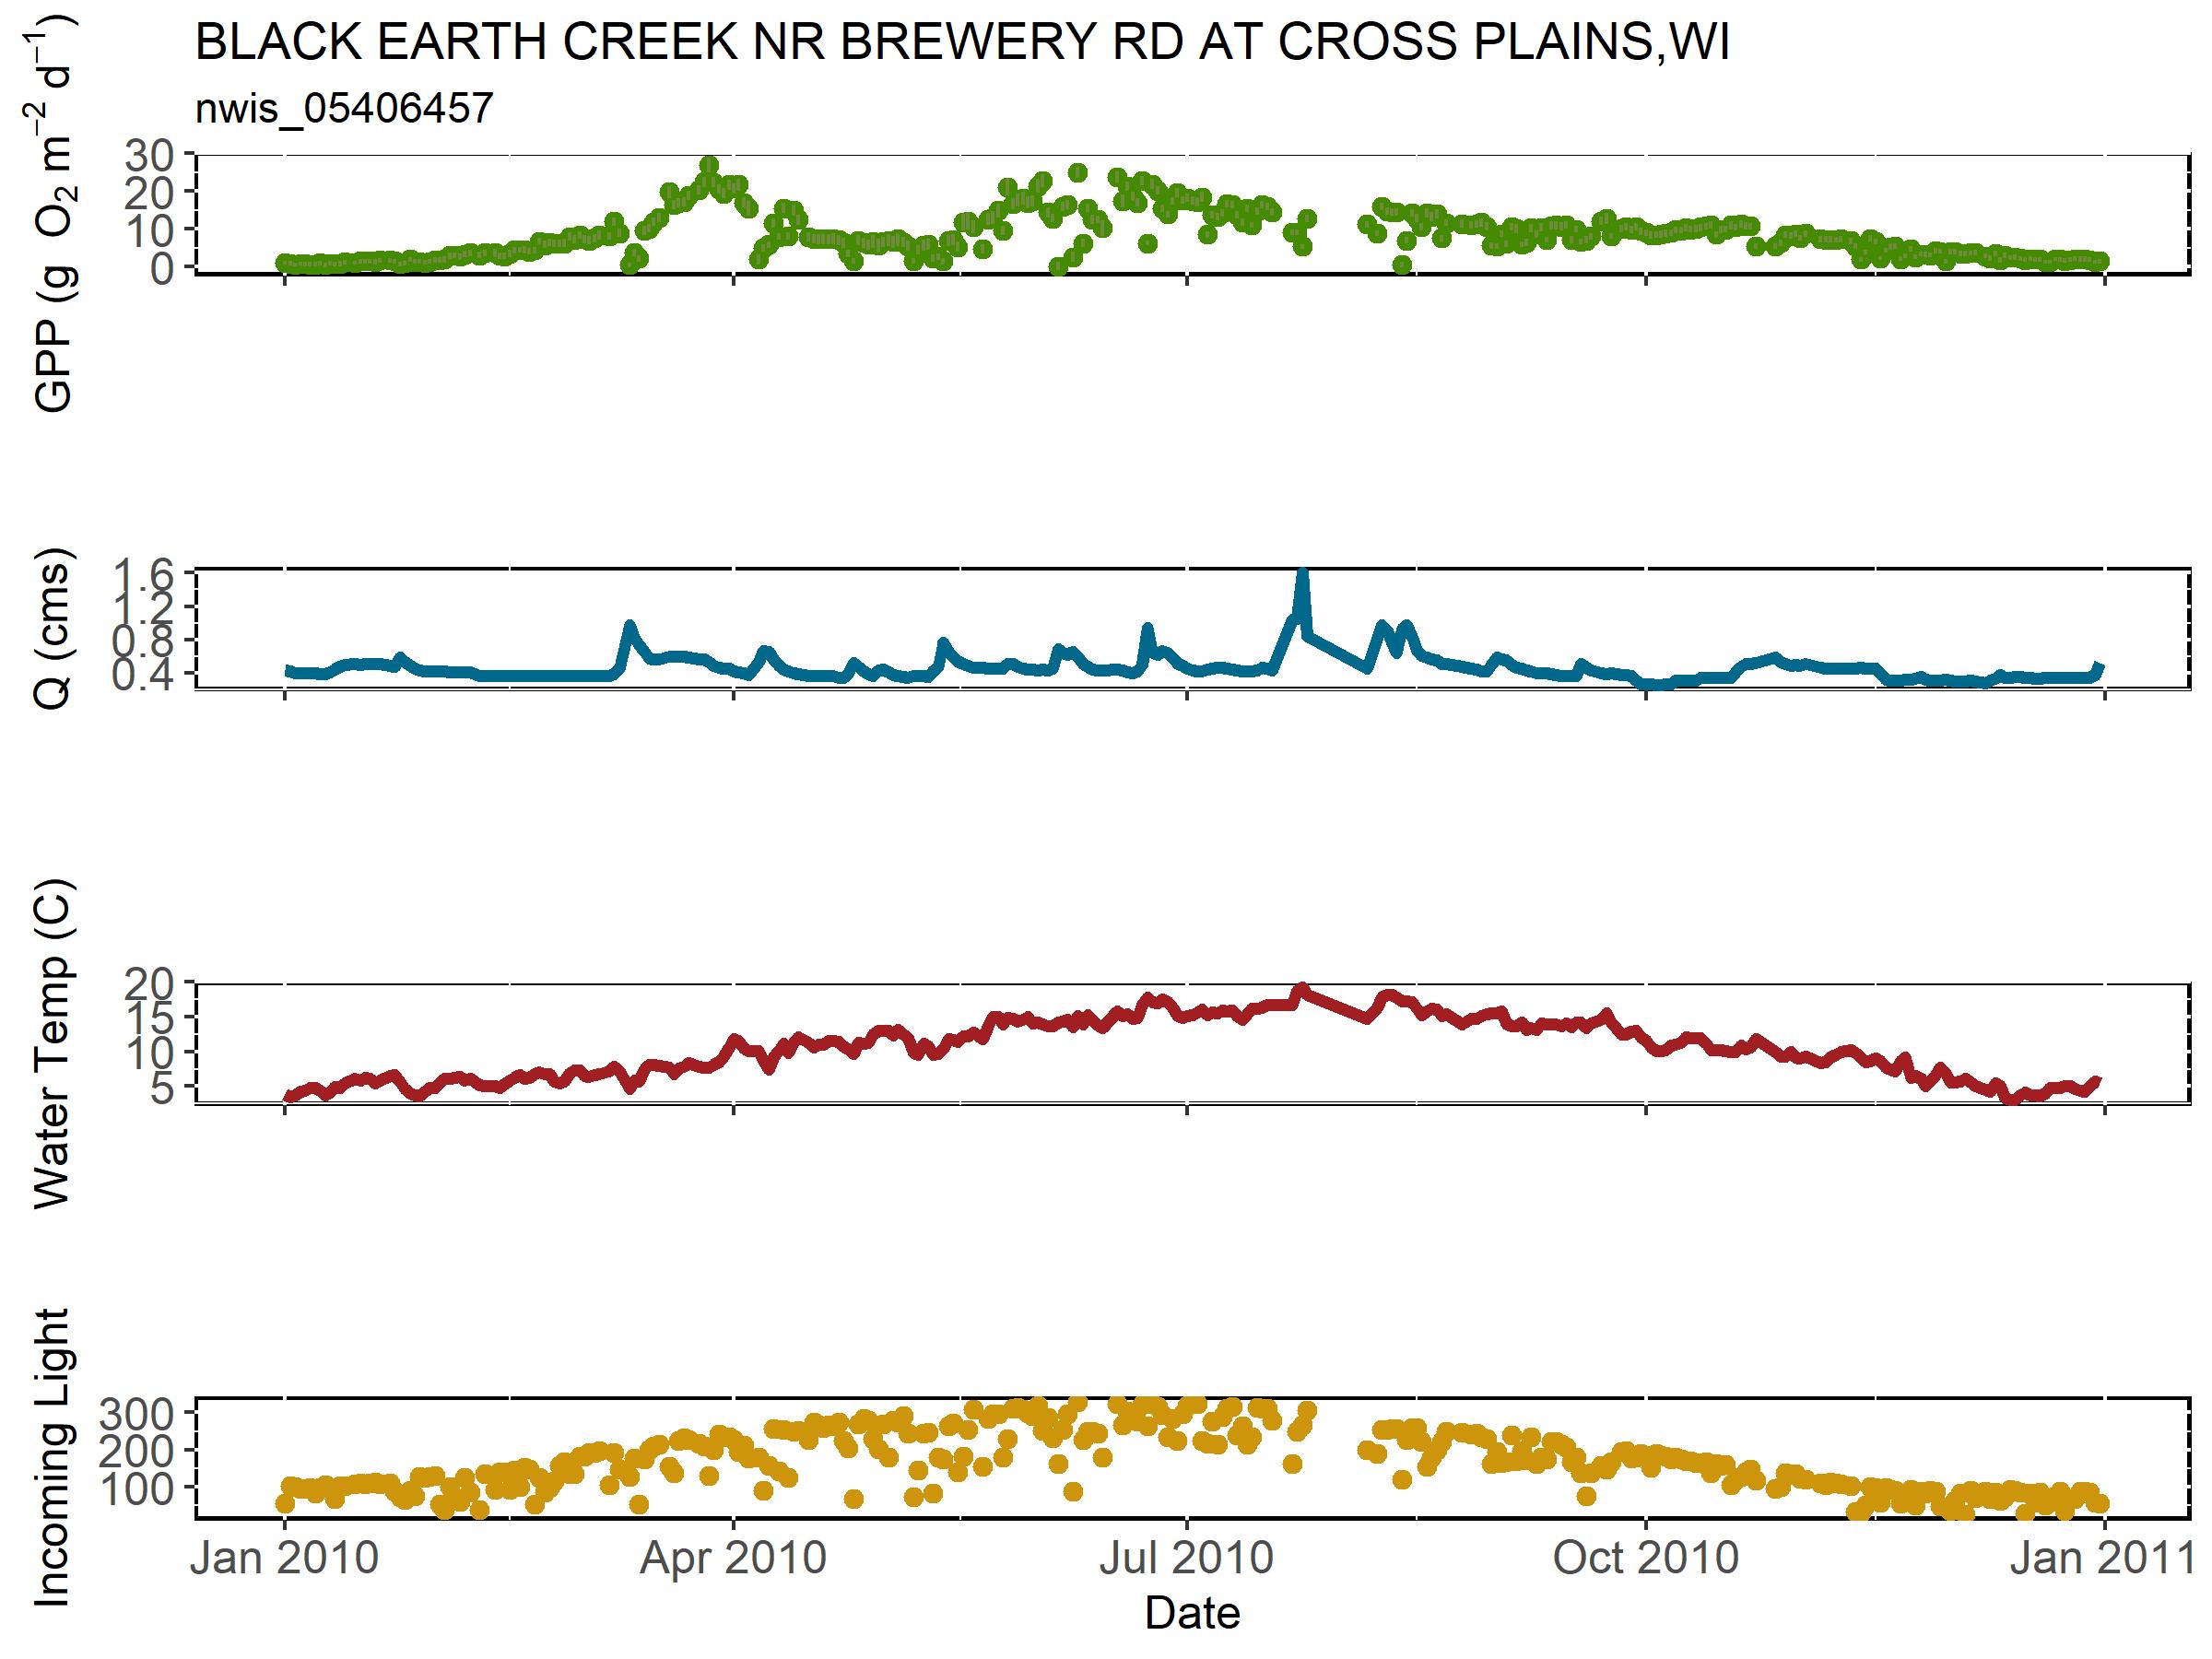 BLACK EARTH CREEK NR BREWERY RD AT CROSS PLAINS,WI
nwis_05406457
GPP (g O₂ m⁻² d⁻¹)
30
20
10
0
Q (cms)
1.6
1.2
0.8
0.4
Water Temp (C)
20
15
10
5
Incoming Light
300
200
100
Jan 2010
Apr 2010
Jul 2010
Oct 2010
Jan 2011
Date